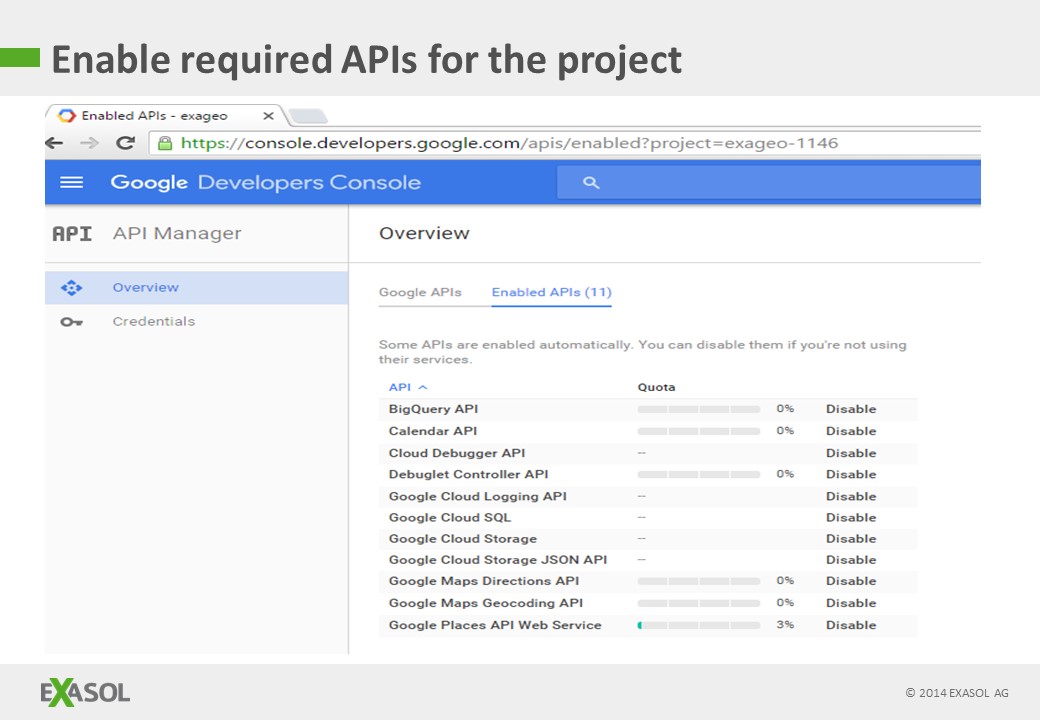 Enable required APIs for the project
Enabled APIs - exageo ×
https://console.developers.google.com/apis/enabled?project=exageo-1146
Google Developers Console
API API Manager
Overview
Overview
Credentials
Google APIs Enabled APIs (11)
Some APIs are enabled automatically. You can disable them if you're not using
their services.
API Quota
BigQuery API 0% Disable
Calendar API 0% Disable
Cloud Debugger API -- Disable
Debuglet Controller API 0% Disable
Google Cloud Logging API -- Disable
Google Cloud SQL -- Disable
Google Cloud Storage -- Disable
Google Cloud Storage JSON API -- Disable
Google Maps Directions API 0% Disable
Google Maps Geocoding API 0% Disable
Google Places API Web Service 3% Disable
EXASOL
© 2014 EXASOL AG